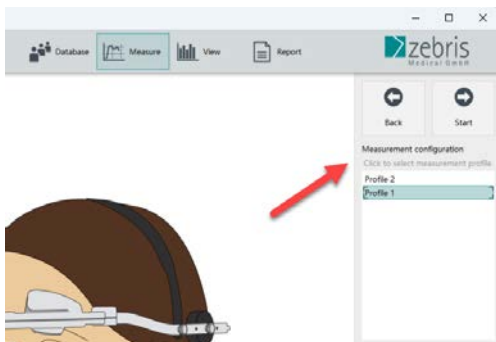 Database Measure View Report
zebris
Medical GmbH
Back Start
Measurement configuration
Click to select measurement profile
Profile 2
Profile 1